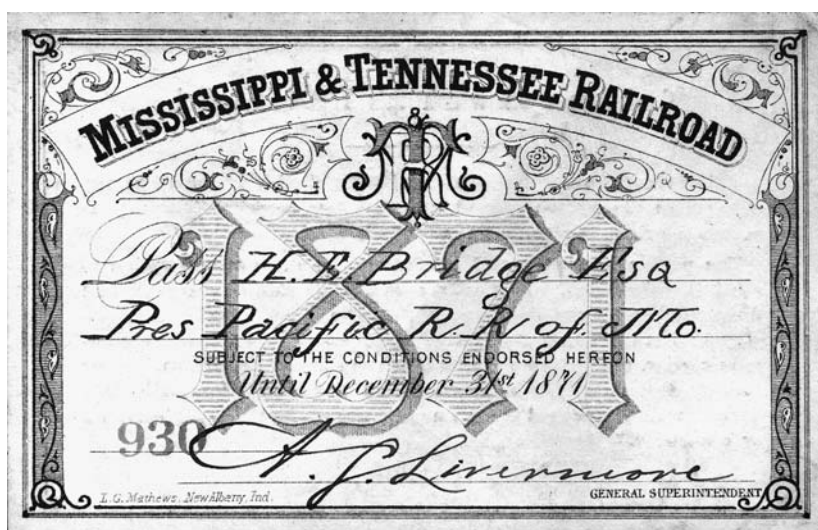 MISSISSIPPI & TENNESSEE RAILROAD
1871
Pass H. E. Bridge Esq
Pres Pacific R. R. of Mo.
SUBJECT TO THE CONDITIONS ENDORSED HEREON
Until December 31st 1871
930
A. J. Livermore
L. G. Mathews. New Albany, Ind.
GENERAL SUPERINTENDENT